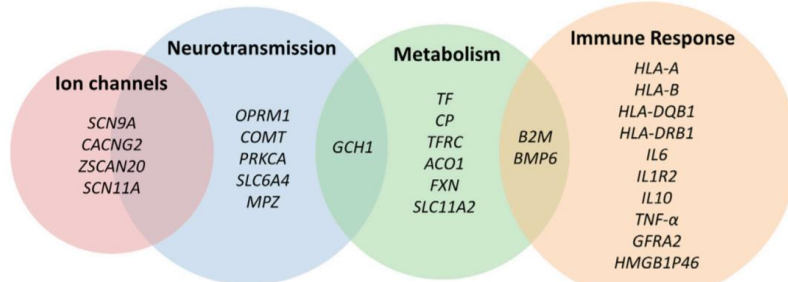 Ion channels
SCN9A
CACNG2
ZSCAN20
SCN11A
Neurotransmission
OPRM1
COMT
PRKCA
SLC6A4
MPZ
GCH1
Metabolism
TF
CP
TFRC
ACO1
FXN
SLC11A2
B2M
BMP6
Immune Response
HLA-A
HLA-B
HLA-DQB1
HLA-DRB1
IL6
IL1R2
IL10
TNF-α
GFRA2
HMGB1P46